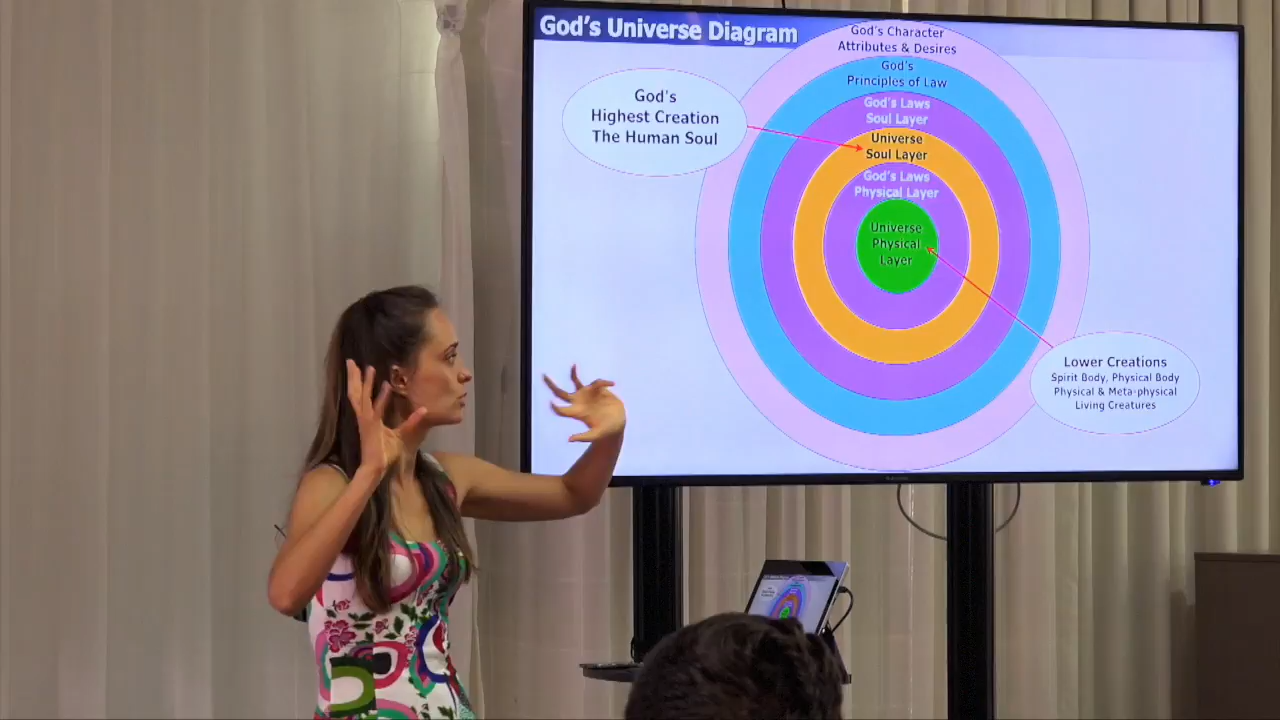 God's Universe Diagram
God's Character
Attributes & Desires
God's
Principles of Law
God's Laws
Soul Layer
Universe
Soul Layer
God's Laws
Physical Layer
Universe
Physical
Layer
God's
Highest Creation
The Human Soul
Lower Creations
Spirit Body, Physical Body
Physical & Meta-physical
Living Creatures